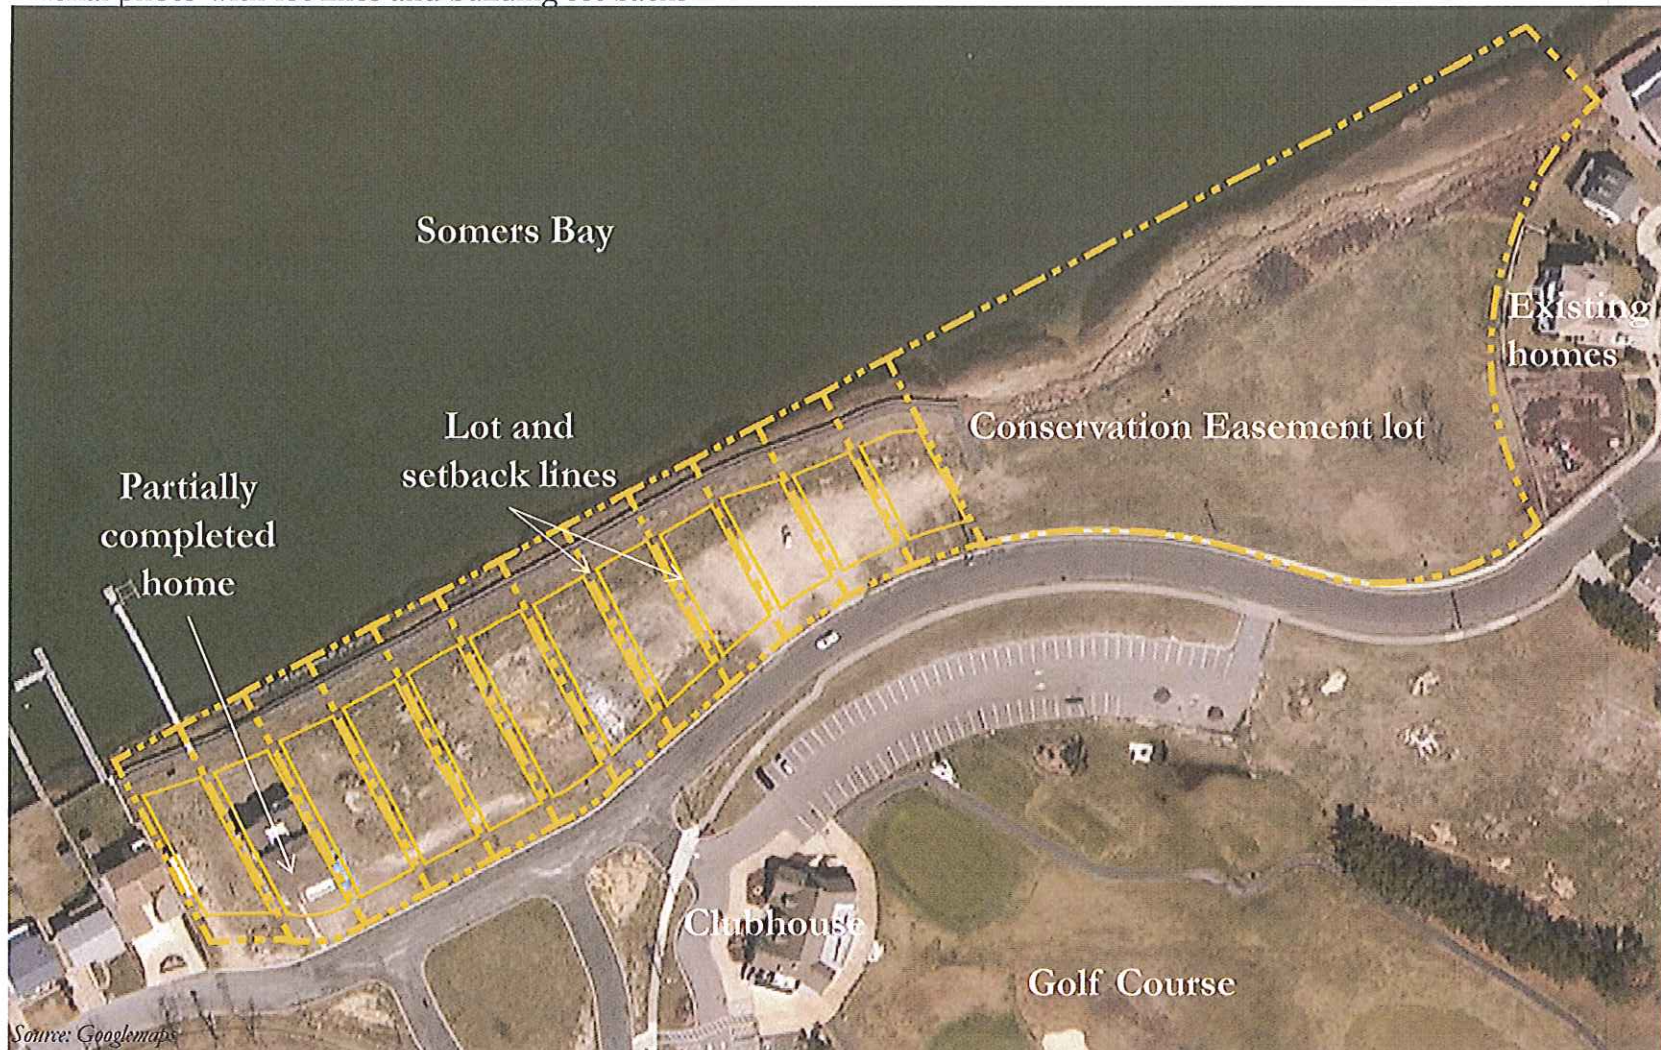 Somers Bay
Existing
homes
Lot and
setback lines
Conservation Easement lot
Partially
completed
home
Clubhouse
Golf Course
Source: Googlemaps